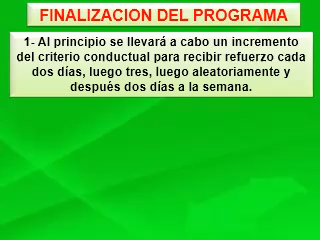 FINALIZACION DEL PROGRAMA
1- Al principio se llevará a cabo un incremento
del criterio conductual para recibir refuerzo cada
dos días, luego tres, luego aleatoriamente y
después dos días a la semana.